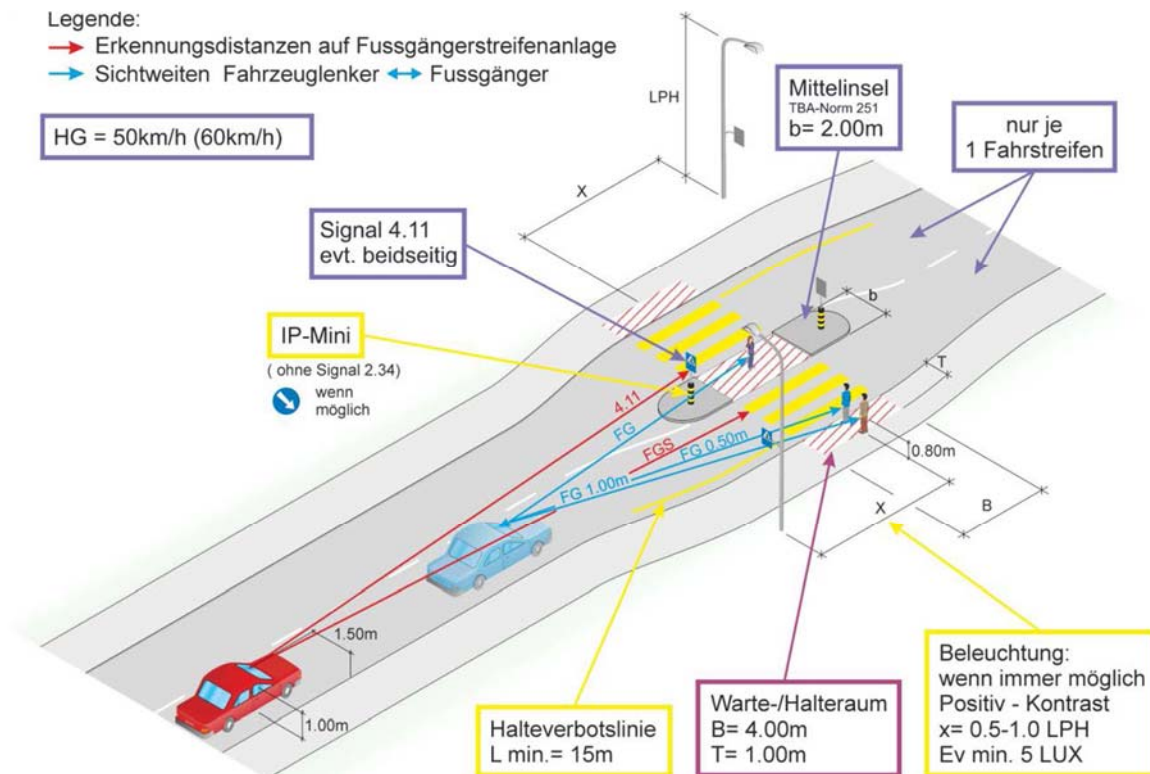 Legende:
Erkennungsdistanzen auf Fussgängerstreifenanlage
Sichtweiten Fahrzeuglenker Fussgänger
HG = 50km/h (60km/h)
LPH
Mittelinsel
TBA-Norm 251
b= 2.00m
nur je
1 Fahrstreifen
X
Signal 4.11
evt. beidseitig
b
IP-Mini
( ohne Signal 2.34)
wenn
möglich
T
4.11
FG
FGS
FG 0.50m
FG 1.00m
0.80m
X
B
1.50m
1.00m
Halteverbotslinie
L min.= 15m
Warte-/Halteraum
B= 4.00m
T= 1.00m
Beleuchtung:
wenn immer möglich
Positiv - Kontrast
x= 0.5-1.0 LPH
Ev min. 5 LUX